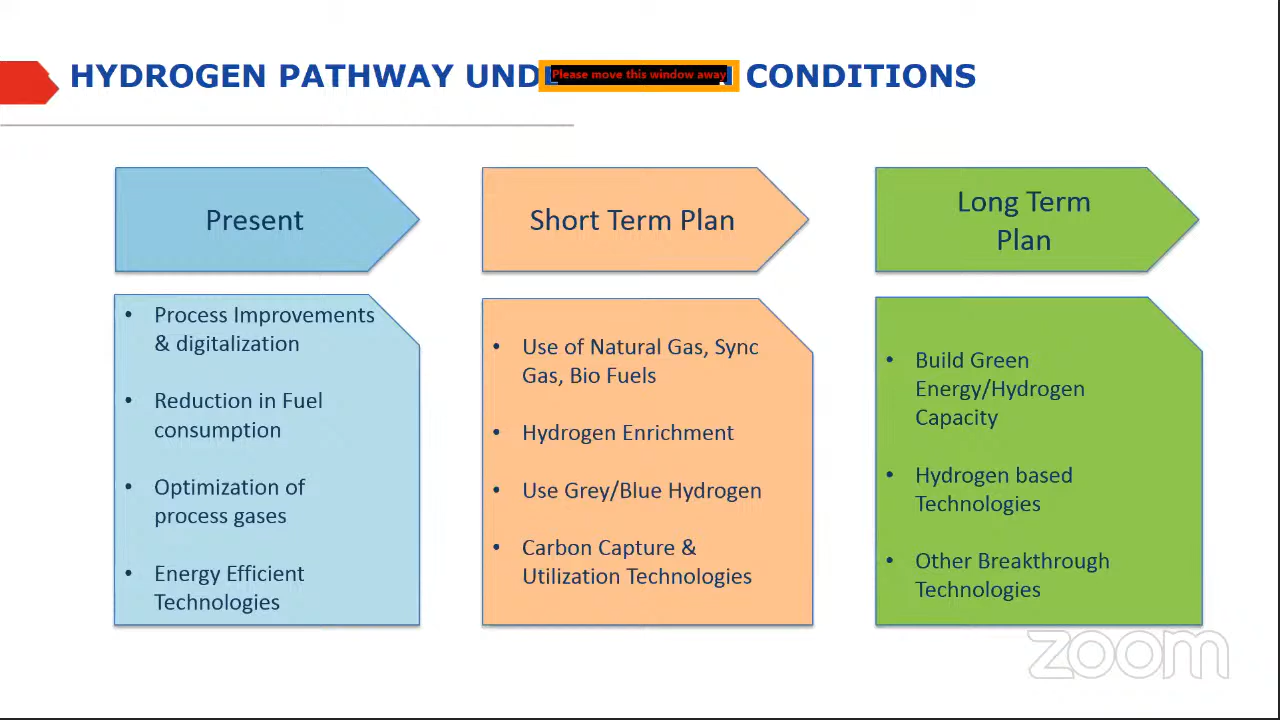 HYDROGEN PATHWAY UND Please move this window away CONDITIONS
Present
Short Term Plan
Long Term
Plan
• Process Improvements
& digitalization
• Reduction in Fuel
consumption
• Optimization of
process gases
• Energy Efficient
Technologies
• Use of Natural Gas, Sync
Gas, Bio Fuels
• Hydrogen Enrichment
• Use Grey/Blue Hydrogen
• Carbon Capture &
Utilization Technologies
• Build Green
Energy/Hydrogen
Capacity
• Hydrogen based
Technologies
• Other Breakthrough
Technologies
zoom